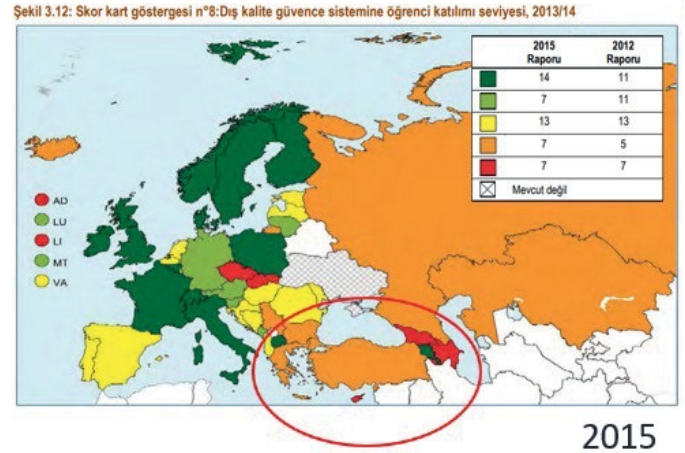 Şekil 3.12: Skor kart göstergesi n°8:Dış kalite güvence sistemine öğrenci katılımı seviyesi, 2013/14
2015 Raporu 2012 Raporu
14 11
7 11
13 13
7 5
7 7
Mevcut değil
AD
LU
LI
MT
VA
2015